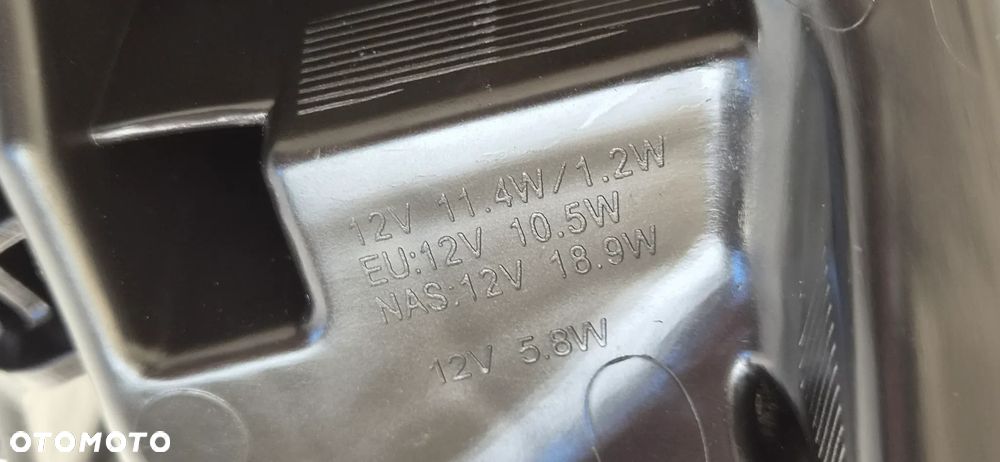 12V 11.4W/1.2W
EU:12V 10.5W
NAS:12V 18.9W
12V 5.8W
OTOMOTO